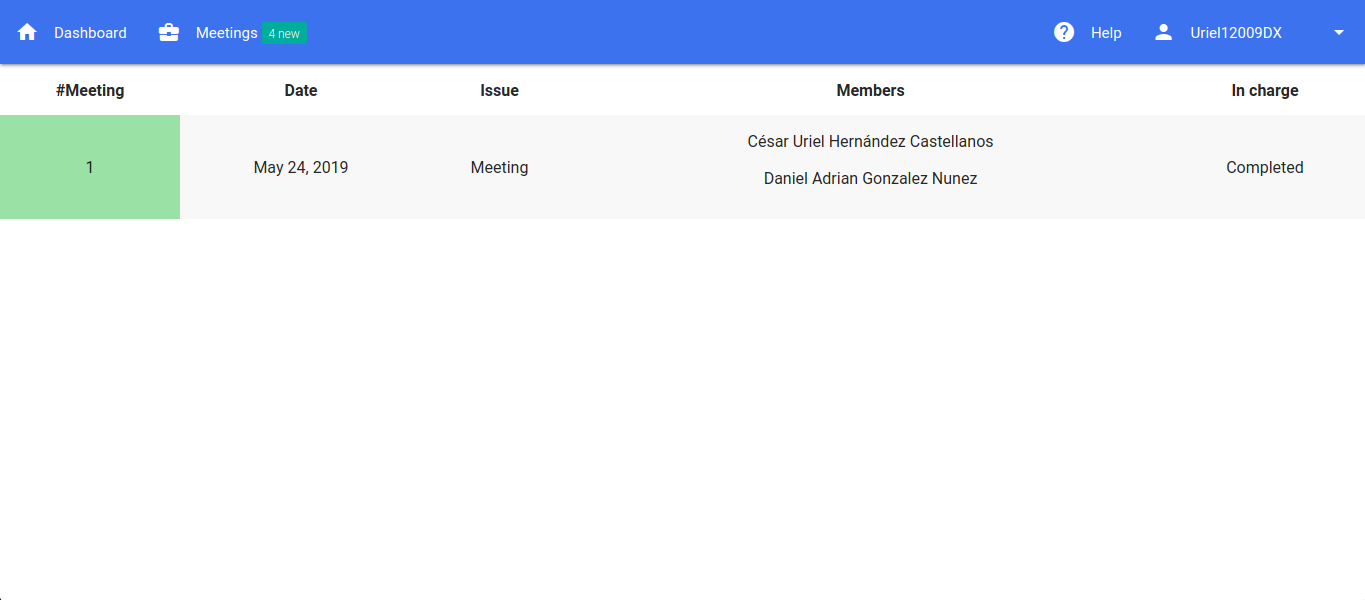 Dashboard Meetings 4 new Help Uriel12009DX
#Meeting Date Issue Members In charge
César Uriel Hernández Castellanos
1 May 24, 2019 Meeting Completed
Daniel Adrian Gonzalez Nunez